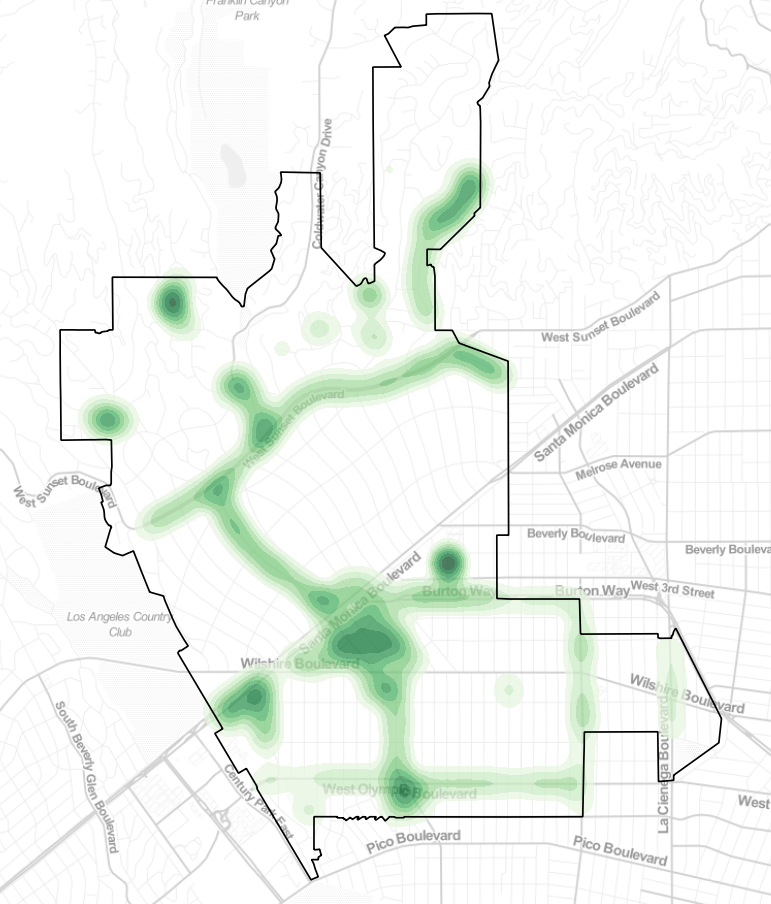 Franklin Canyon
Park
Coldwater Canyon Drive
West Sunset Boulevard
Santa Monica Boulevard
West Sunset Boulevard
Melrose Avenue
West Sunset Boulevard
Beverly Boulevard
Beverly Bouleva
Santa Monica Boulevard
Burton Way
Burton Way
West 3rd Street
Los Angeles Country
Club
Wilshire Boulevard
Wilshire Boulevard
South Beverly Glen Boulevard
Century Park East
La Cienega Boulevard
West Olympic Boulevard
West
Pico Boulevard
Pico Boulevard